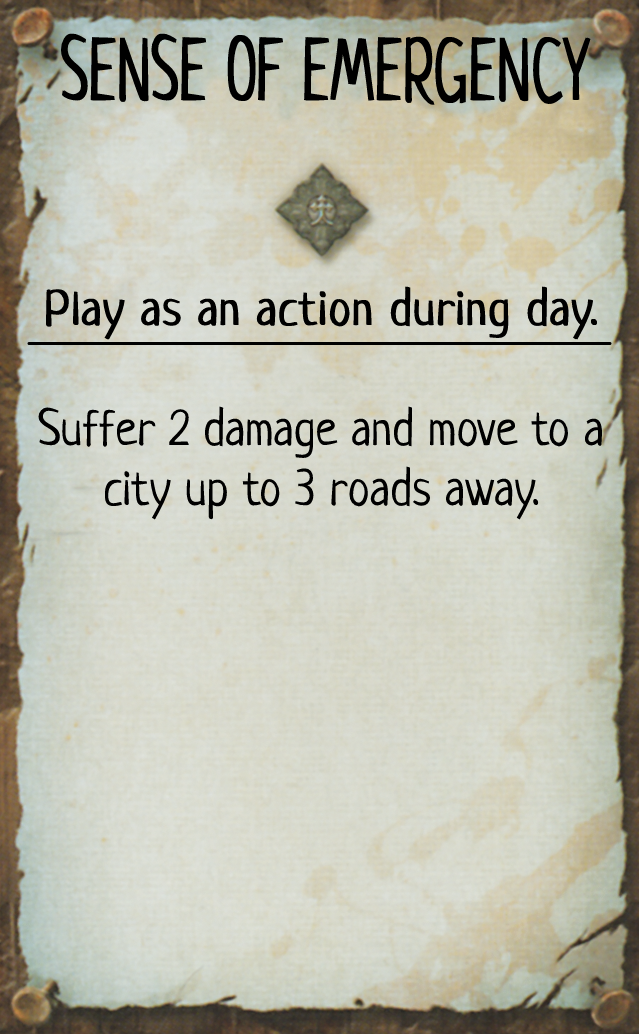 SENSE OF EMERGENCY
Play as an action during day.
Suffer 2 damage and move to a
city up to 3 roads away.